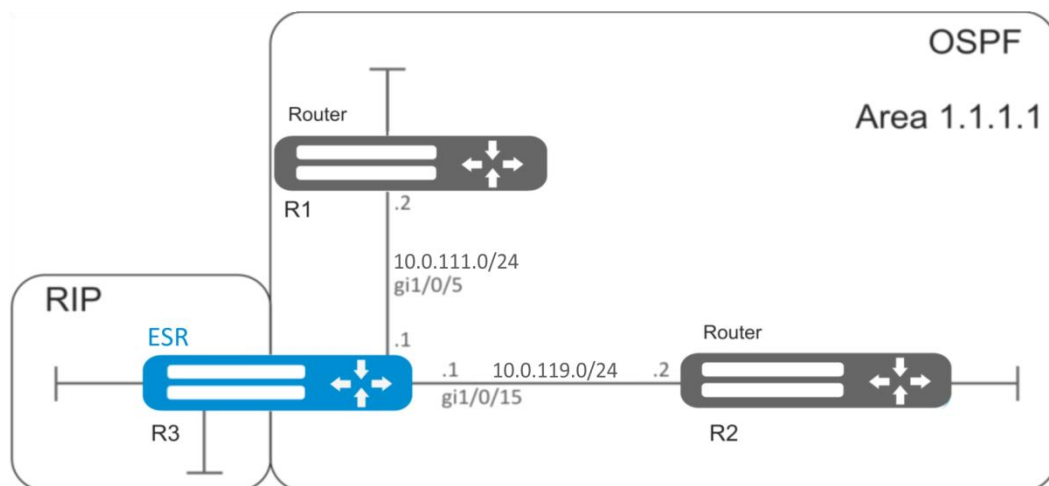 OSPF
Area 1.1.1.1
Router
R1
.2
10.0.111.0/24
gi1/0/5
RIP
ESR
.1
R3
.1
10.0.119.0/24
.2
gi1/0/15
Router
R2